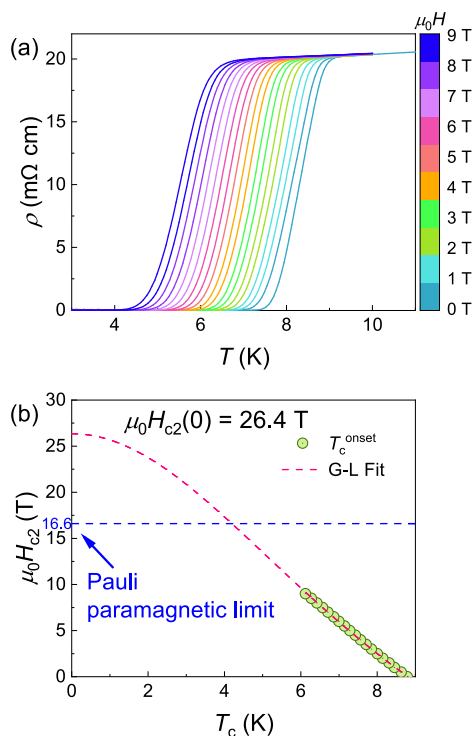 (a)
μ₀H
20
15
10
5
0
ρ (mΩ cm)
4 6 8 10
T (K)
9 T
8 T
7 T
6 T
5 T
4 T
3 T
2 T
1 T
0 T
(b)
μ₀Hc2(0) = 26.4 T
Tc onset
G-L Fit
30
25
20
16.6
15
10
5
0
μ₀Hc2 (T)
Pauli
paramagnetic limit
0 2 4 6 8
Tc (K)